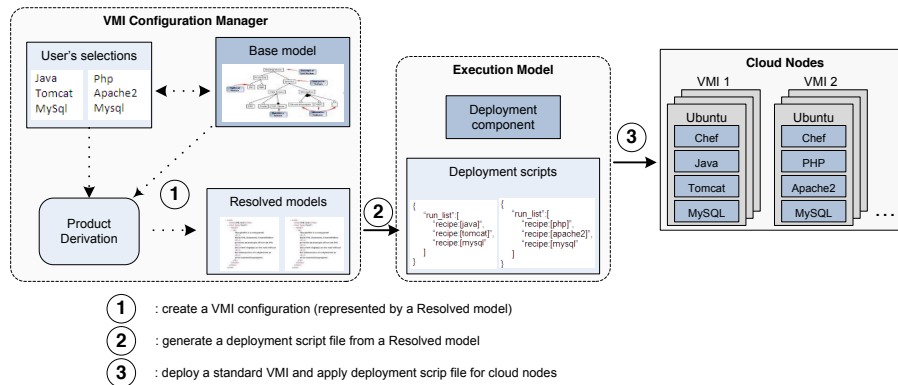 VMI Configuration Manager
User's selections
Java
Tomcat
MySql
Php
Apache2
Mysql
Base model
1
Product
Derivation
Resolved models
2
Execution Model
Deployment
component
Deployment scripts
{
"run_list":[
"recipe:[java]",
"recipe:[tomcat]",
"recipe:[mysql"
]
}
{
"run_list":[
"recipe:[php]",
"recipe:[apache2]",
"recipe:[mysql"
]
{
3
Cloud Nodes
VMI 1
Ubuntu
Chef
Java
Tomcat
MySQL
VMI 2
Ubuntu
Chef
PHP
Apache2
MySQL
...
1 : create a VMI configuration (represented by a Resolved model)
2 : generate a deployment script file from a Resolved model
3 : deploy a standard VMI and apply deployment scrip file for cloud nodes